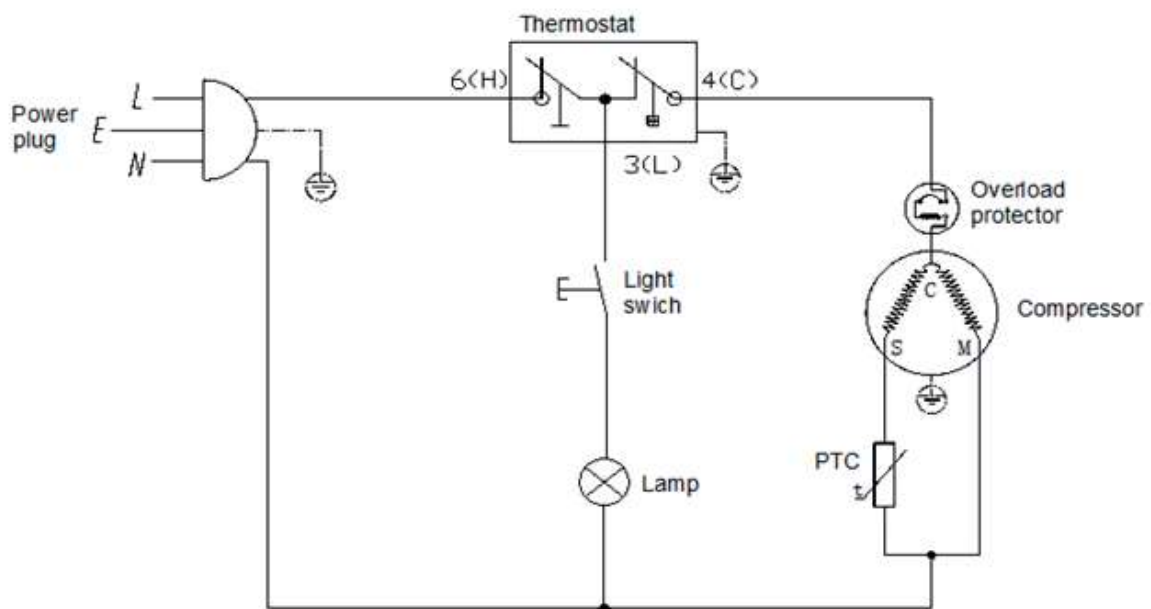 Thermostat
6(H)
4(C)
L
Power
plug
E
N
3(L)
Overload
protector
Light
swich
C
Compressor
S
M
PTC
t
Lamp